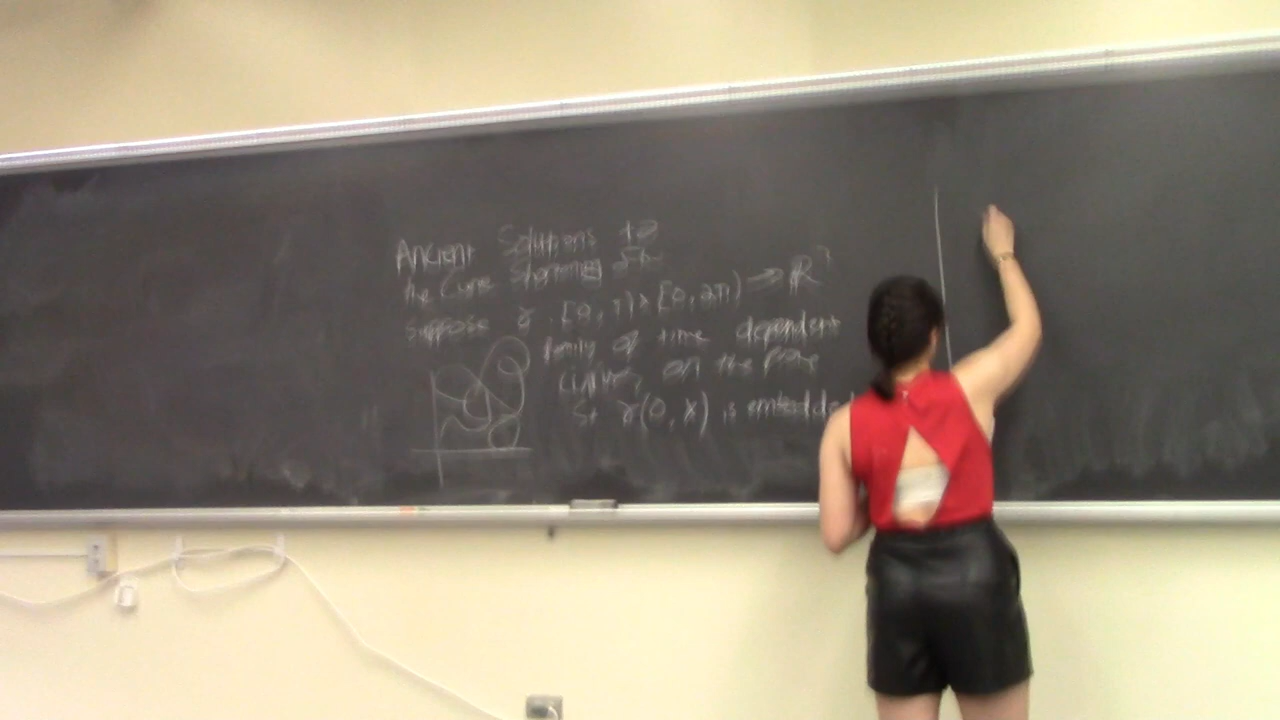 Ancient Solutions to
the Curve Shortening Flow
suppose γ : [0, T) × [0, 2π) → ℝ²
family of time dependent
curves on the plane
St γ(0, x) is embedded